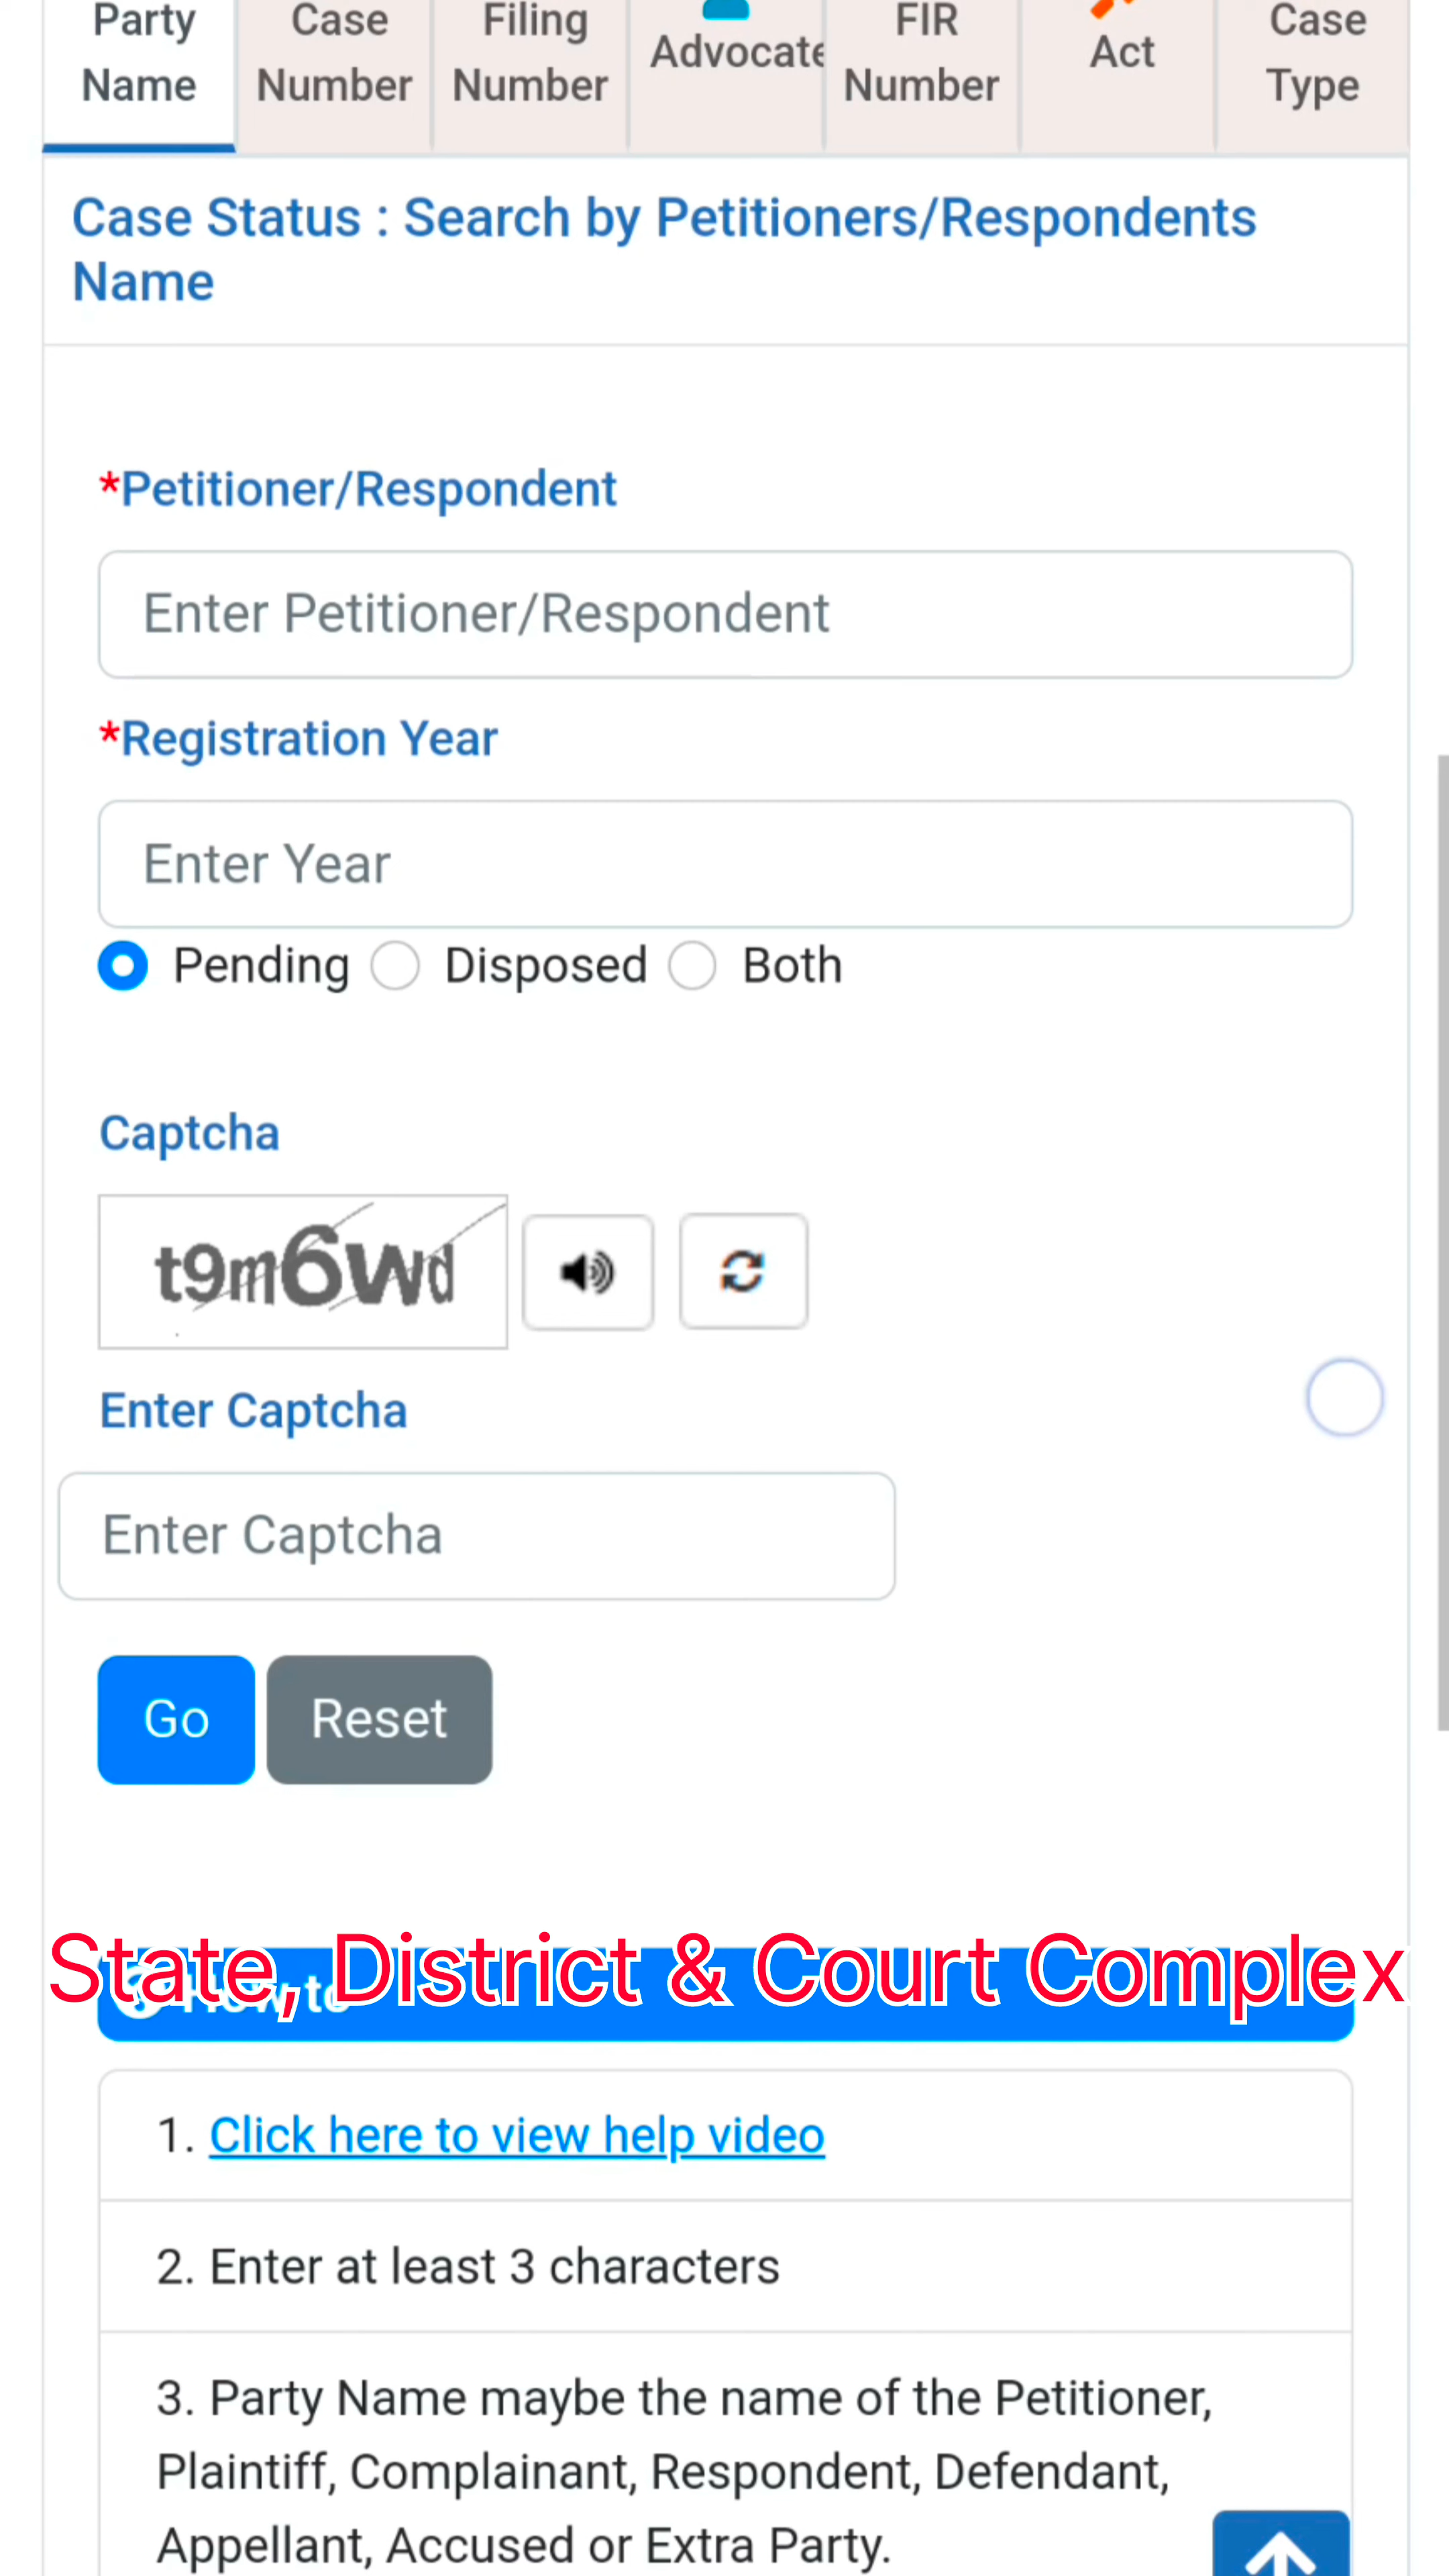 Party Name
Case Number
Filing Number
Advocate
FIR Number
Act
Case Type
Case Status : Search by Petitioners/Respondents
Name
*Petitioner/Respondent
Enter Petitioner/Respondent
*Registration Year
Enter Year
Pending Disposed Both
Captcha
t9m6wd
Enter Captcha
Enter Captcha
Go Reset
State, District & Court Complex
How to
1. Click here to view help video
2. Enter at least 3 characters
3. Party Name maybe the name of the Petitioner,
Plaintiff, Complainant, Respondent, Defendant,
Appellant, Accused or Extra Party.